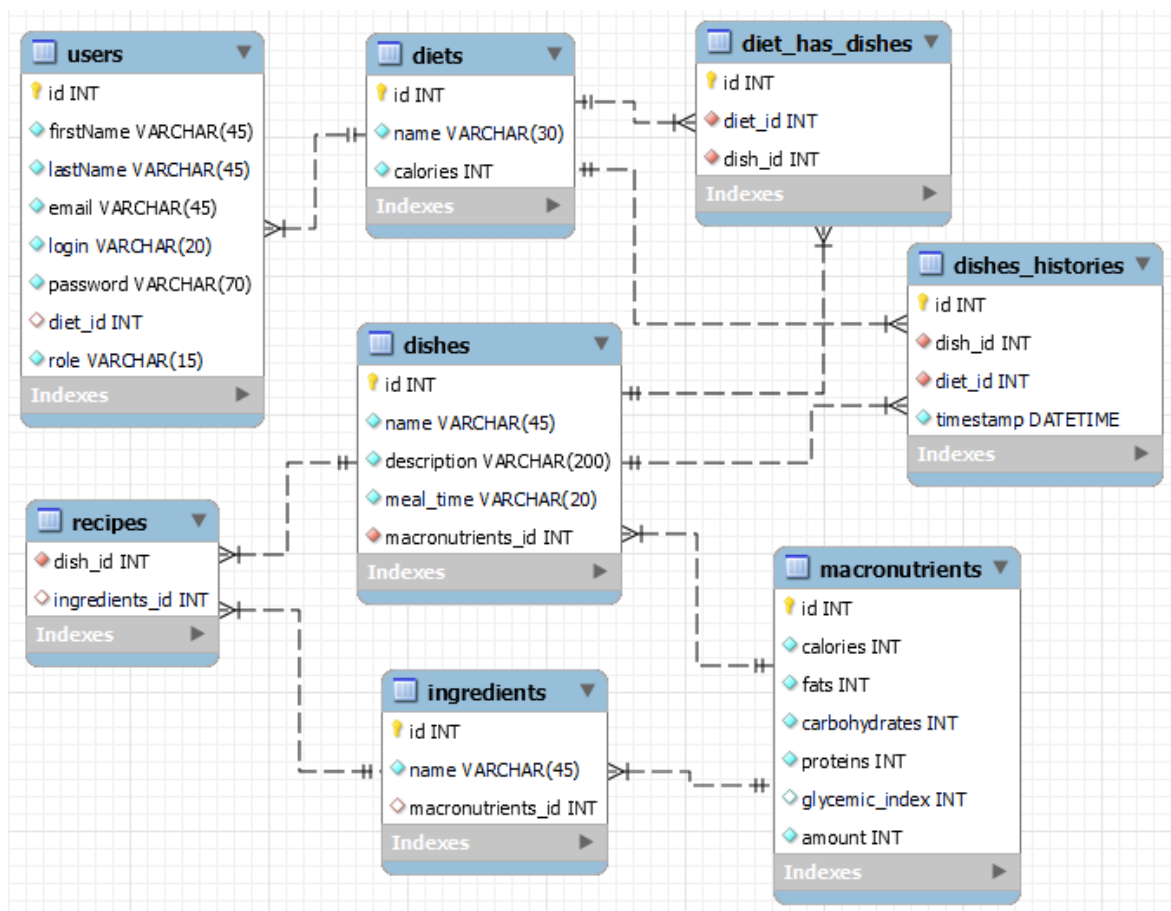 users
id INT
firstName VARCHAR(45)
lastName VARCHAR(45)
email VARCHAR(45)
login VARCHAR(20)
password VARCHAR(70)
diet_id INT
role VARCHAR(15)
Indexes
diets
id INT
name VARCHAR(30)
calories INT
Indexes
diet_has_dishes
id INT
diet_id INT
dish_id INT
Indexes
dishes_histories
id INT
dish_id INT
diet_id INT
timestamp DATETIME
Indexes
dishes
id INT
name VARCHAR(45)
description VARCHAR(200)
meal_time VARCHAR(20)
macronutrients_id INT
Indexes
recipes
dish_id INT
ingredients_id INT
Indexes
ingredients
id INT
name VARCHAR(45)
macronutrients_id INT
Indexes
macronutrients
id INT
calories INT
fats INT
carbohydrates INT
proteins INT
glycemic_index INT
amount INT
Indexes